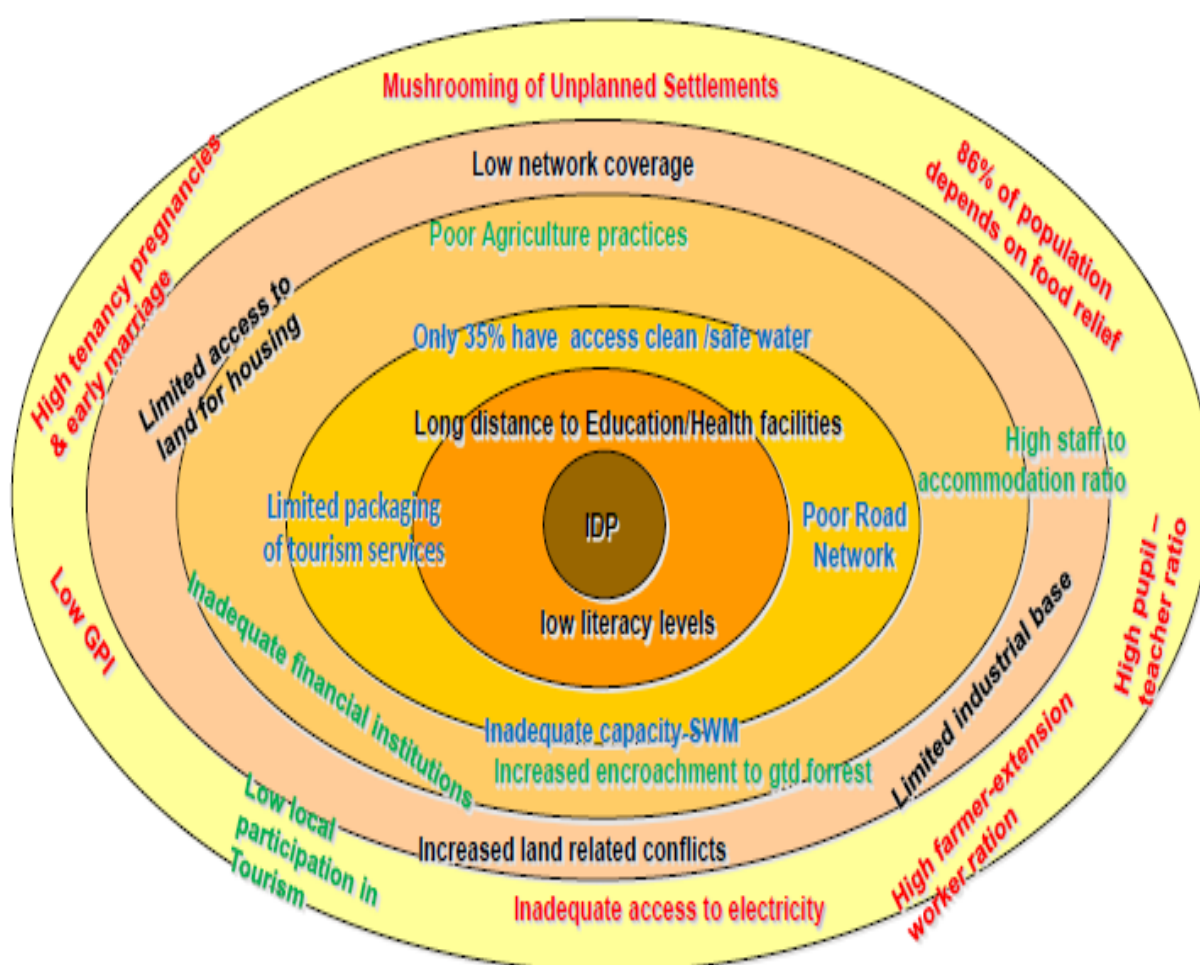 Mushrooming of Unplanned Settlements
Low network coverage
86% of population
depends on food relief
High tenancy pregnancies
& early marriage
Poor Agriculture practices
Limited access to
land for housing
Only 35% have access clean /safe water
Long distance to Education/Health facilities
High staff to
accommodation ratio
Limited packaging
of tourism services
IDP
Poor Road
Network
High pupil –
teacher ratio
Low GPI
low literacy levels
Inadequate financial institutions
Limited industrial base
Inadequate capacity-SWM
Increased encroachment to gtd.forrest
High farmer-extension
worker ration
Low local
participation in
Tourism
Increased land related conflicts
Inadequate access to electricity